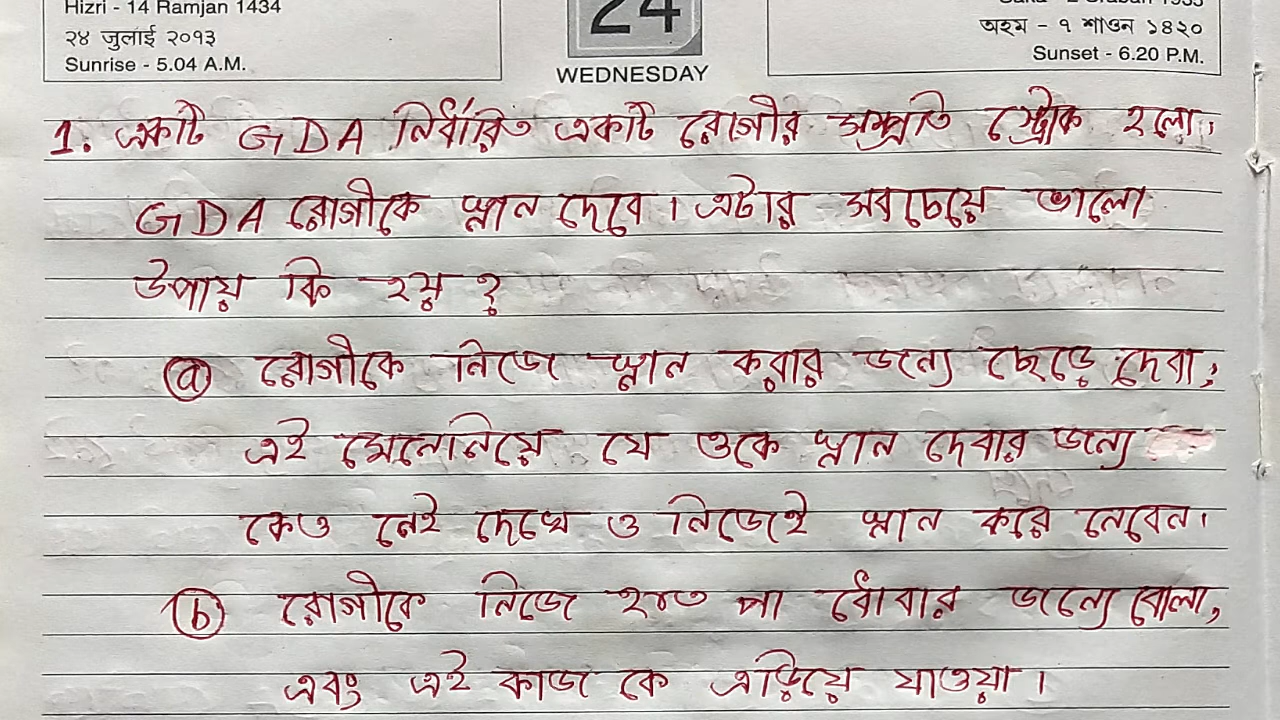 Hizri - 14 Ramjan 1434
২৪ জুলাই ২০১৩
Sunrise - 5.04 A.M.
24
WEDNESDAY
অহম – ৭ শাওন ১৪২০
Sunset - 6.20 P.M.
1. একটি GDA নির্ধারিত একটি রোগীর সম্প্রতি স্ট্রোক হলো।
GDA রোগীকে স্নান দেবে। এটার সবচেয়ে ভালো
উপায় কি হয় ?
ⓐ রোগীকে নিজে স্নান করার জন্যে ছেড়ে দেবা,
এই মেনেনিয়ে যে ওকে স্নান দেবার জন্যে
কেও নেই দেখে ও নিজেই স্নান করে নেবেন।
ⓑ রোগীকে নিজে হাত পা ধোঁবার জন্যে বোলা,
এবং এই কাজ কে এড়িয়ে যাওয়া।